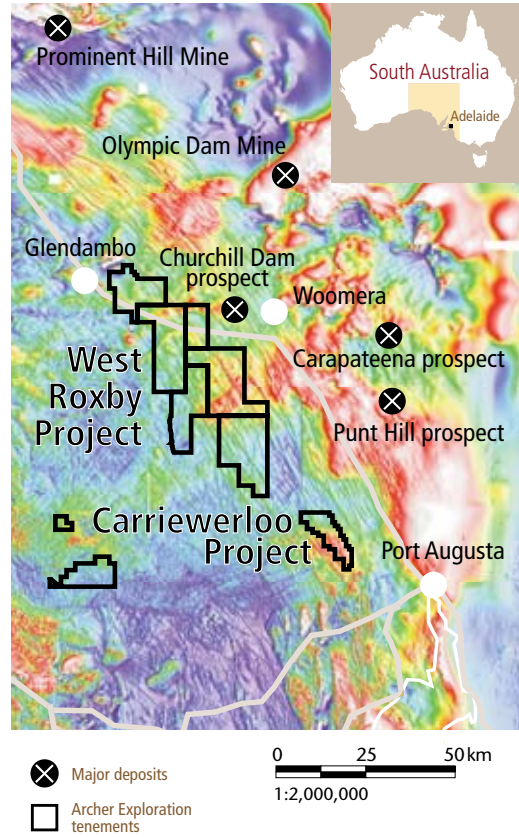 Prominent Hill Mine
South Australia
Adelaide
Olympic Dam Mine
Glendambo
Churchill Dam
prospect
Woomera
Carapateena prospect
West
Roxby
Project
Punt Hill prospect
Carriewerloo
Project
Port Augusta
Major deposits
Archer Exploration
tenements
0 25 50 km
1:2,000,000